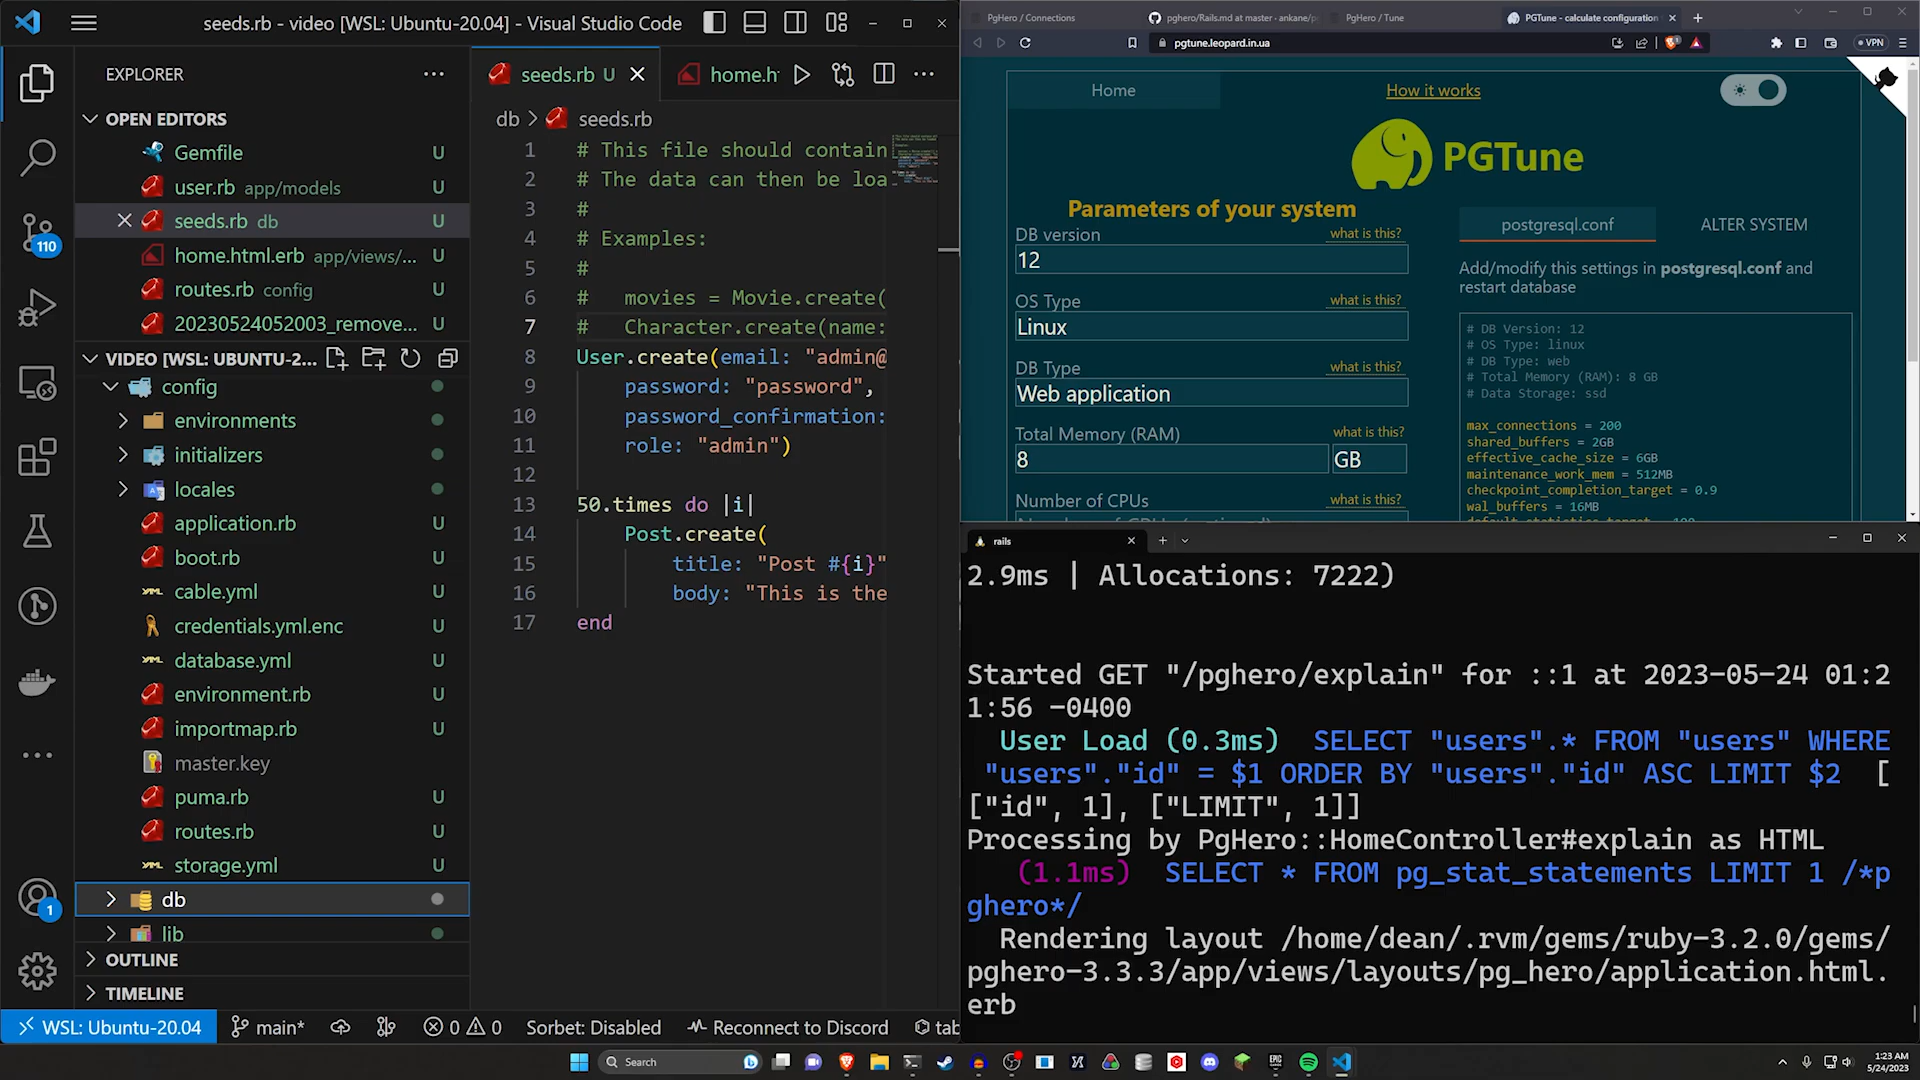 seeds.rb - video [WSL: Ubuntu-20.04] - Visual Studio Code
EXPLORER
OPEN EDITORS
Gemfile U
user.rb app/models U
seeds.rb db U
home.html.erb app/views/... U
routes.rb config U
20230524052003_remove... U
VIDEO [WSL: UBUNTU-2...
config
environments
initializers
locales
application.rb U
boot.rb U
cable.yml U
credentials.yml.enc U
database.yml U
environment.rb U
importmap.rb U
master.key
puma.rb U
routes.rb U
storage.yml U
db
lib
OUTLINE
TIMELINE
110
1
seeds.rb U
home.h
db > seeds.rb
1 # This file should contain
2 # The data can then be loa
3 #
4 # Examples:
5 #
6 #   movies = Movie.create(
7 #   Character.create(name:
8 User.create(email: "admin@
9     password: "password",
10     password_confirmation:
11     role: "admin")
12
13 50.times do |i|
14     Post.create(
15         title: "Post #{i}"
16         body: "This is the
17 end
WSL: Ubuntu-20.04
main*
0 0
Sorbet: Disabled
Reconnect to Discord
tab
PgHero / Connections
pghero/Rails.md at master · ankane/p
PgHero / Tune
PGTune - calculate configuration
pgtune.leopard.in.ua
VPN
Home
How it works
PGTune
Parameters of your system
DB version what is this?
12
OS Type what is this?
Linux
DB Type what is this?
Web application
Total Memory (RAM) what is this?
8 GB
Number of CPUs what is this?
postgresql.conf
ALTER SYSTEM
Add/modify this settings in postgresql.conf and
restart database
# DB Version: 12
# OS Type: linux
# DB Type: web
# Total Memory (RAM): 8 GB
# Data Storage: ssd
max_connections = 200
shared_buffers = 2GB
effective_cache_size = 6GB
maintenance_work_mem = 512MB
checkpoint_completion_target = 0.9
wal_buffers = 16MB
rails
2.9ms | Allocations: 7222)
Started GET "/pghero/explain" for ::1 at 2023-05-24 01:2
1:56 -0400
User Load (0.3ms)  SELECT "users".* FROM "users" WHERE
"users"."id" = $1 ORDER BY "users"."id" ASC LIMIT $2  [
["id", 1], ["LIMIT", 1]]
Processing by PgHero::HomeController#explain as HTML
(1.1ms)  SELECT * FROM pg_stat_statements LIMIT 1 /*p
ghero*/
Rendering layout /home/dean/.rvm/gems/ruby-3.2.0/gems/
pghero-3.3.3/app/views/layouts/pg_hero/application.html.
erb
Search
1:23 AM
5/24/2023